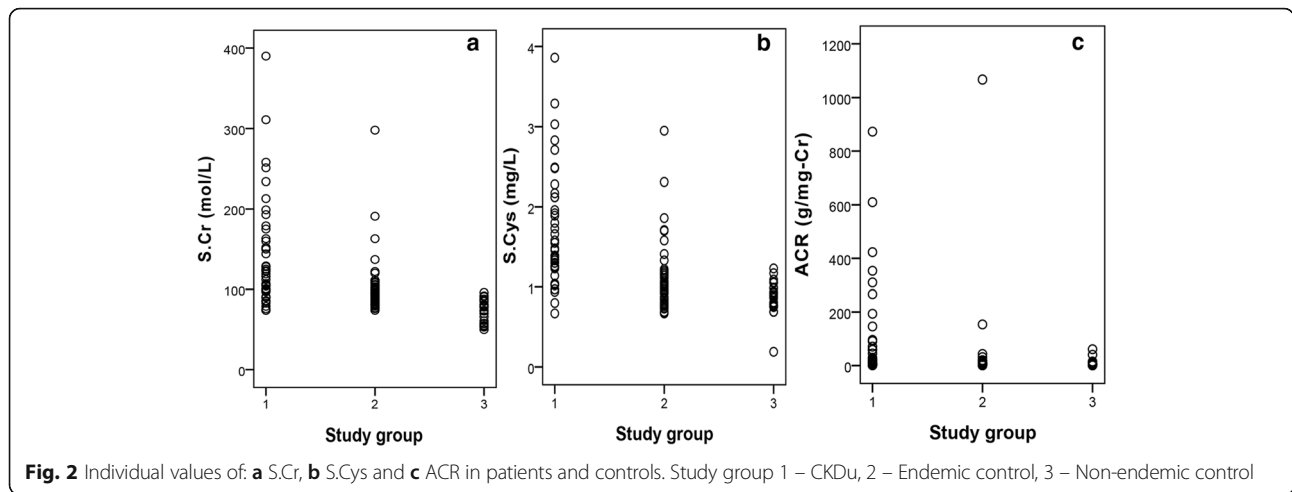 a
S.Cr (mol/L)
400
300
200
100
0
1 2 3
Study group
b
S.Cys (mg/L)
4
3
2
1
0
1 2 3
Study group
c
ACR (g/mg-Cr)
1200
1000
800
600
400
200
0
1 2 3
Study group
Fig. 2 Individual values of: a S.Cr, b S.Cys and c ACR in patients and controls. Study group 1 – CKDu, 2 – Endemic control, 3 – Non-endemic control